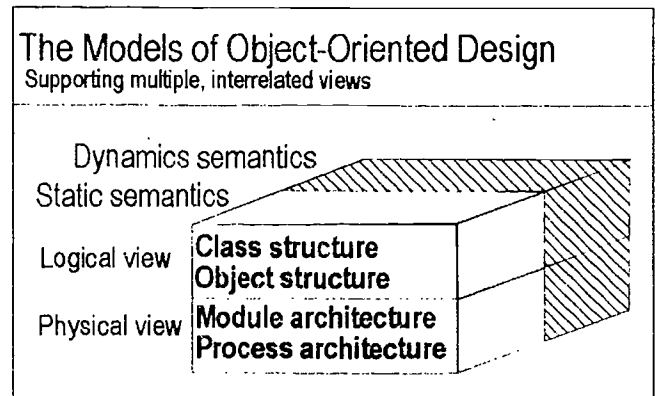 The Models of Object-Oriented Design
Supporting multiple, interrelated views
Dynamics semantics
Static semantics
Logical view
Class structure
Object structure
Physical view
Module architecture
Process architecture